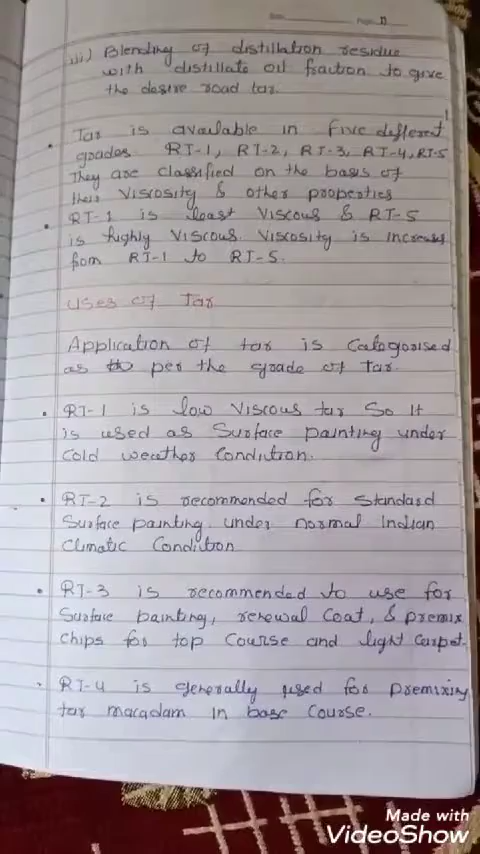 iii) Blending of distillation residue
with distillate oil fraction to give
the desire road tar.
• Tar is available in five different
grades RT-1, RT-2, RT-3, RT-4, RT-5
They are classified on the basis of
their Viscosity & other properties
• RT-1 is least Viscous & RT-5
is highly Viscous. Viscosity is increases
from RT-1 to RT-5.
Uses of Tar
Application of tar is Categorised
as per the grade of Tar.
• RT-1 is low Viscous tar So It
is used as Surface painting under
Cold weather Condition.
• RT-2 is recommended for Standard
Surface painting under normal Indian
Climatic Condition
• RT-3 is recommended to use for
Surface painting, renewal Coat, & premix
Chips for top Course and light Carpet.
• RT-4 is generally used for premixing
tar macadam in base Course.
Made with
VideoShow